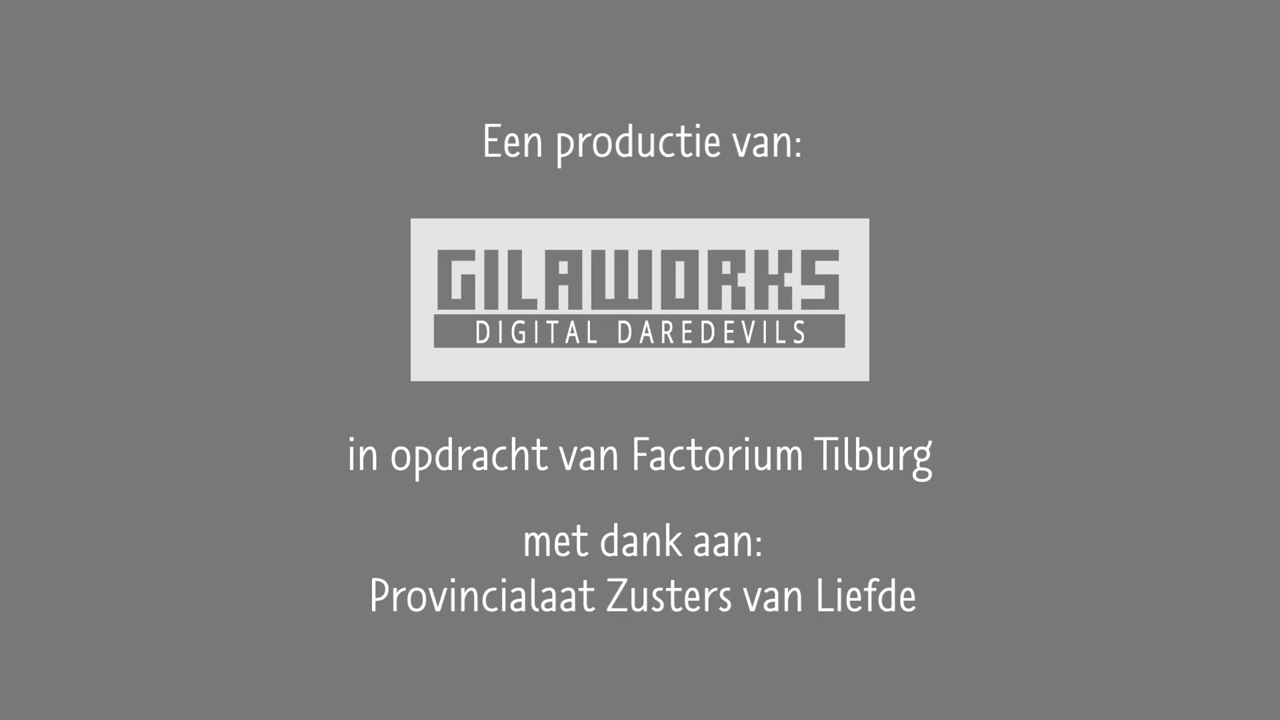 Een productie van:
GILAWORKS
DIGITAL DAREDEVILS
in opdracht van Factorium Tilburg
met dank aan:
Provincialaat Zusters van Liefde